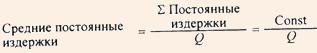 Средние постоянные издержки = Σ Постоянные издержки / Q = Const / Q